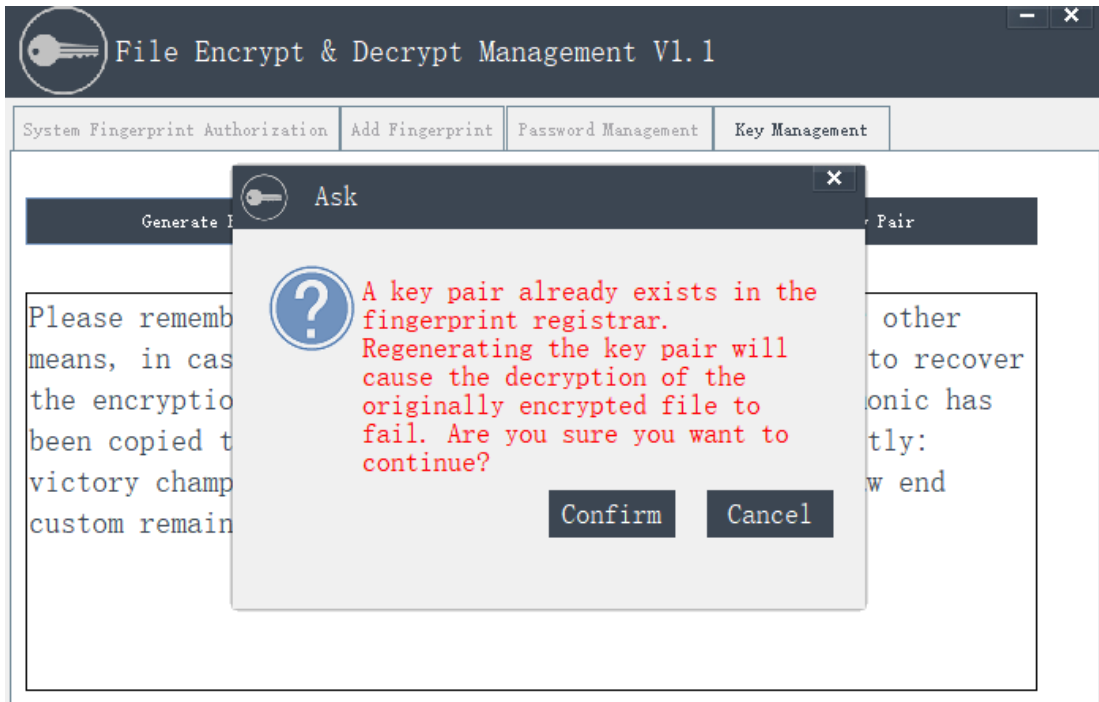 File Encrypt & Decrypt Management V1.1
System Fingerprint Authorization Add Fingerprint Password Management Key Management
Generate Pair
Ask
A key pair already exists in the
fingerprint registrar.
Regenerating the key pair will
cause the decryption of the
originally encrypted file to
fail. Are you sure you want to
continue?
Confirm Cancel
Please other
means, in to recover
the has
been copied
victory end
custom